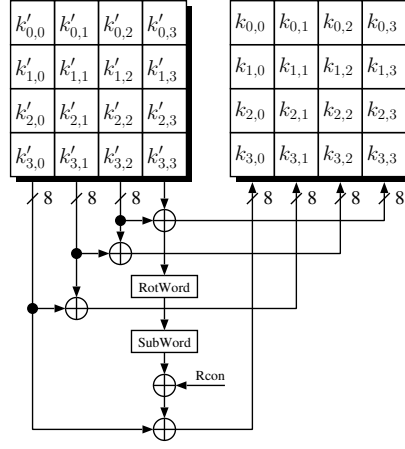 k′0,0 k′0,1 k′0,2 k′0,3 k0,0 k0,1 k0,2 k0,3
k′1,0 k′1,1 k′1,2 k′1,3 k1,0 k1,1 k1,2 k1,3
k′2,0 k′2,1 k′2,2 k′2,3 k2,0 k2,1 k2,2 k2,3
k′3,0 k′3,1 k′3,2 k′3,3 k3,0 k3,1 k3,2 k3,3
8 8 8 8 8 8 8
RotWord
SubWord
Rcon